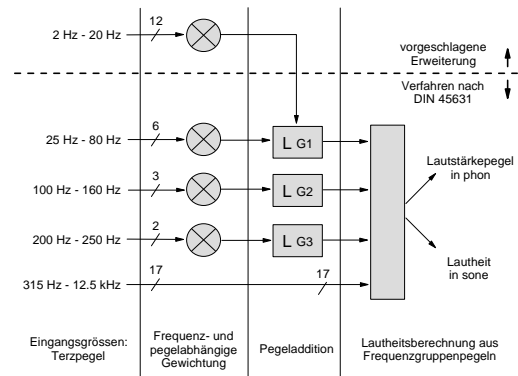 12
2 Hz - 20 Hz
vorgeschlagene
Erweiterung
Verfahren nach
DIN 45631
6
25 Hz - 80 Hz
L G1
3
100 Hz - 160 Hz
L G2
Lautstärkepegel
in phon
2
200 Hz - 250 Hz
L G3
Lautheit
in sone
17
17
315 Hz - 12.5 kHz
Eingangsgrössen:
Terzpegel
Frequenz- und
pegelabhängige
Gewichtung
Pegeladdition
Lautheitsberechnung aus
Frequenzgruppenpegeln